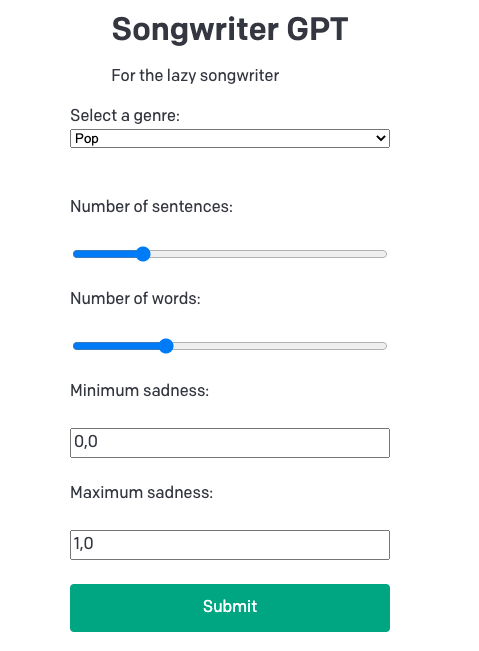 Songwriter GPT
For the lazy songwriter
Select a genre:
Pop
Number of sentences:
Number of words:
Minimum sadness:
0,0
Maximum sadness:
1,0
Submit